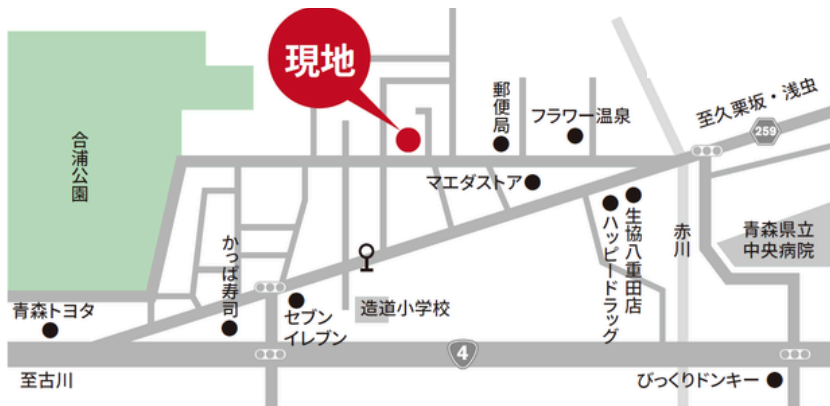 現地
合浦公園
郵便局
フラワー温泉
至久栗坂・浅虫
259
マエダストア
かっぱ寿司
生協八重田店
ハッピードラッグ
赤川
青森県立
中央病院
青森トヨタ
セブン
イレブン
造道小学校
4
至古川
びっくりドンキー